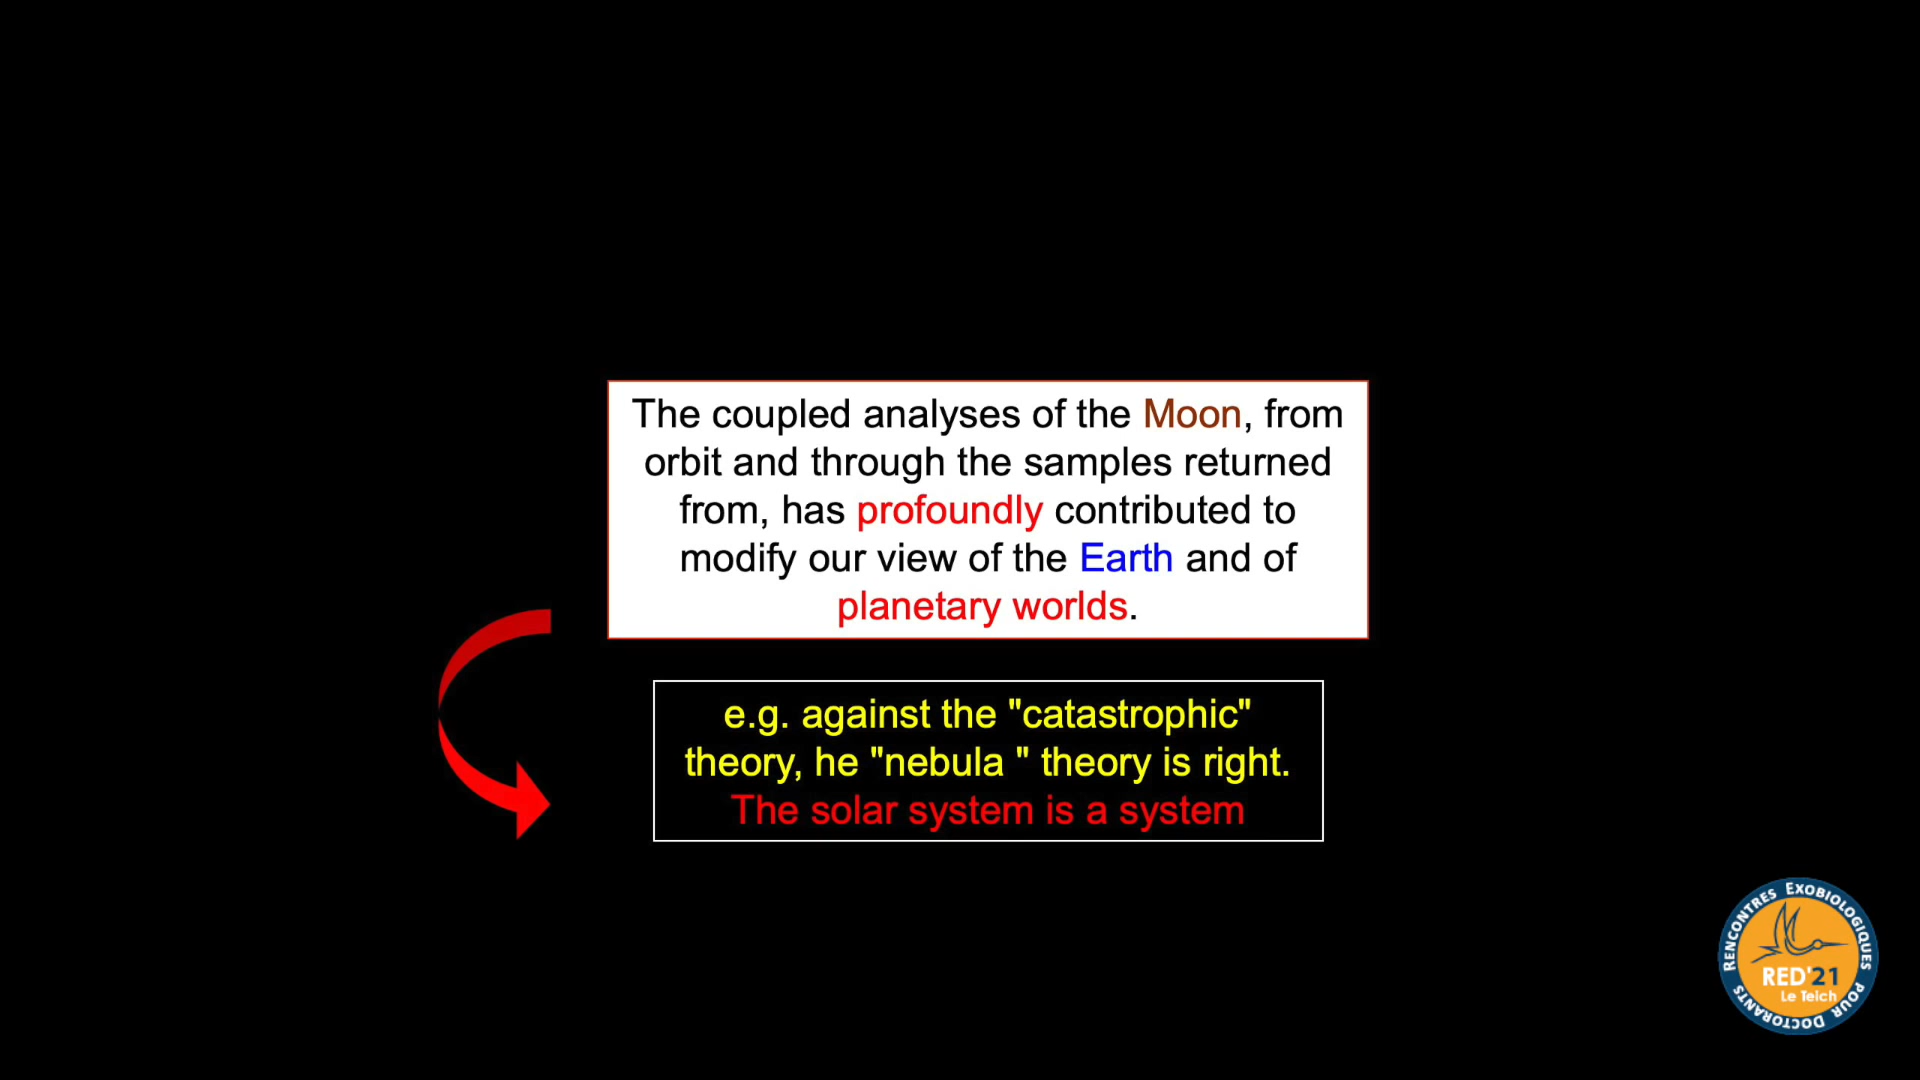 The coupled analyses of the Moon, from
orbit and through the samples returned
from, has profoundly contributed to
modify our view of the Earth and of
planetary worlds.
e.g. against the "catastrophic"
theory, he "nebula " theory is right.
The solar system is a system
RENCONTRES EXOBIOLOGIQUES POUR DOCTORANTS
RED'21
Le Teich